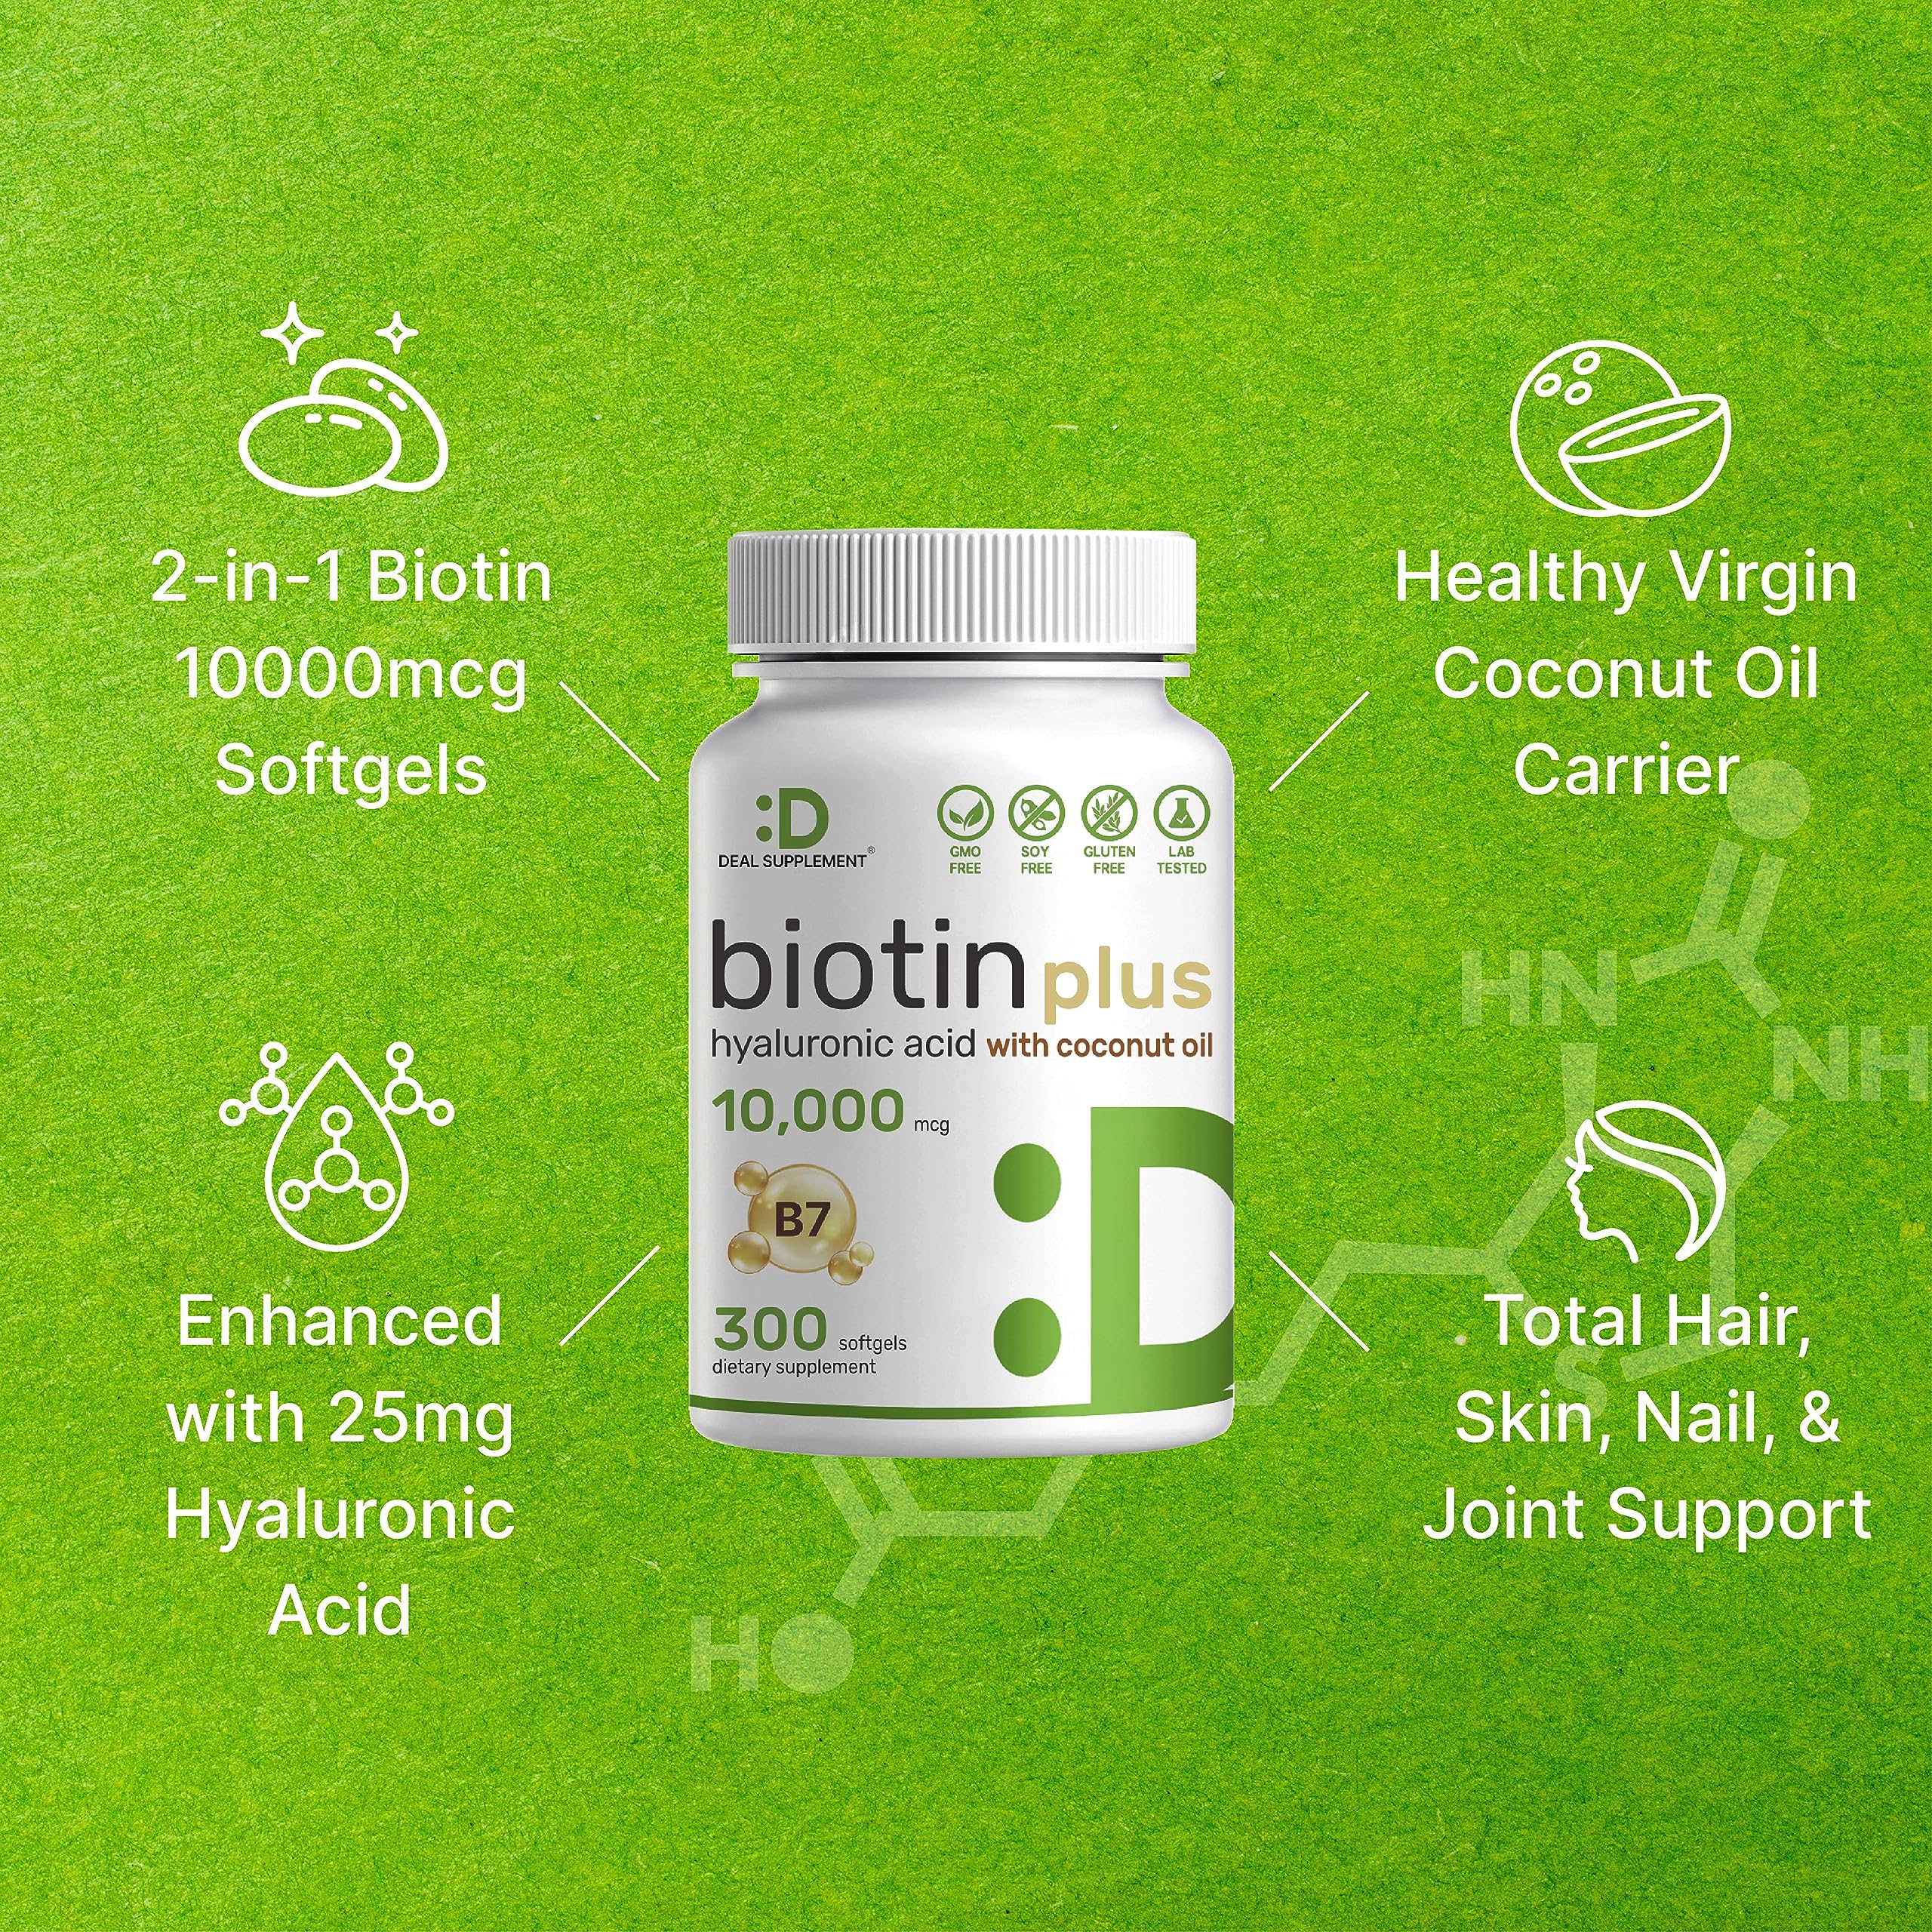 2-in-1 Biotin
10000mcg
Softgels
Healthy Virgin
Coconut Oil
Carrier
:D
DEAL SUPPLEMENT®
GMO
FREE
SOY
FREE
GLUTEN
FREE
LAB
TESTED
biotin plus
hyaluronic acid with coconut oil
10,000 mcg
B7
300 softgels
dietary supplement
:D
Enhanced
with 25mg
Hyaluronic
Acid
Total Hair,
Skin, Nail, &
Joint Support
HN
NH
S
HO